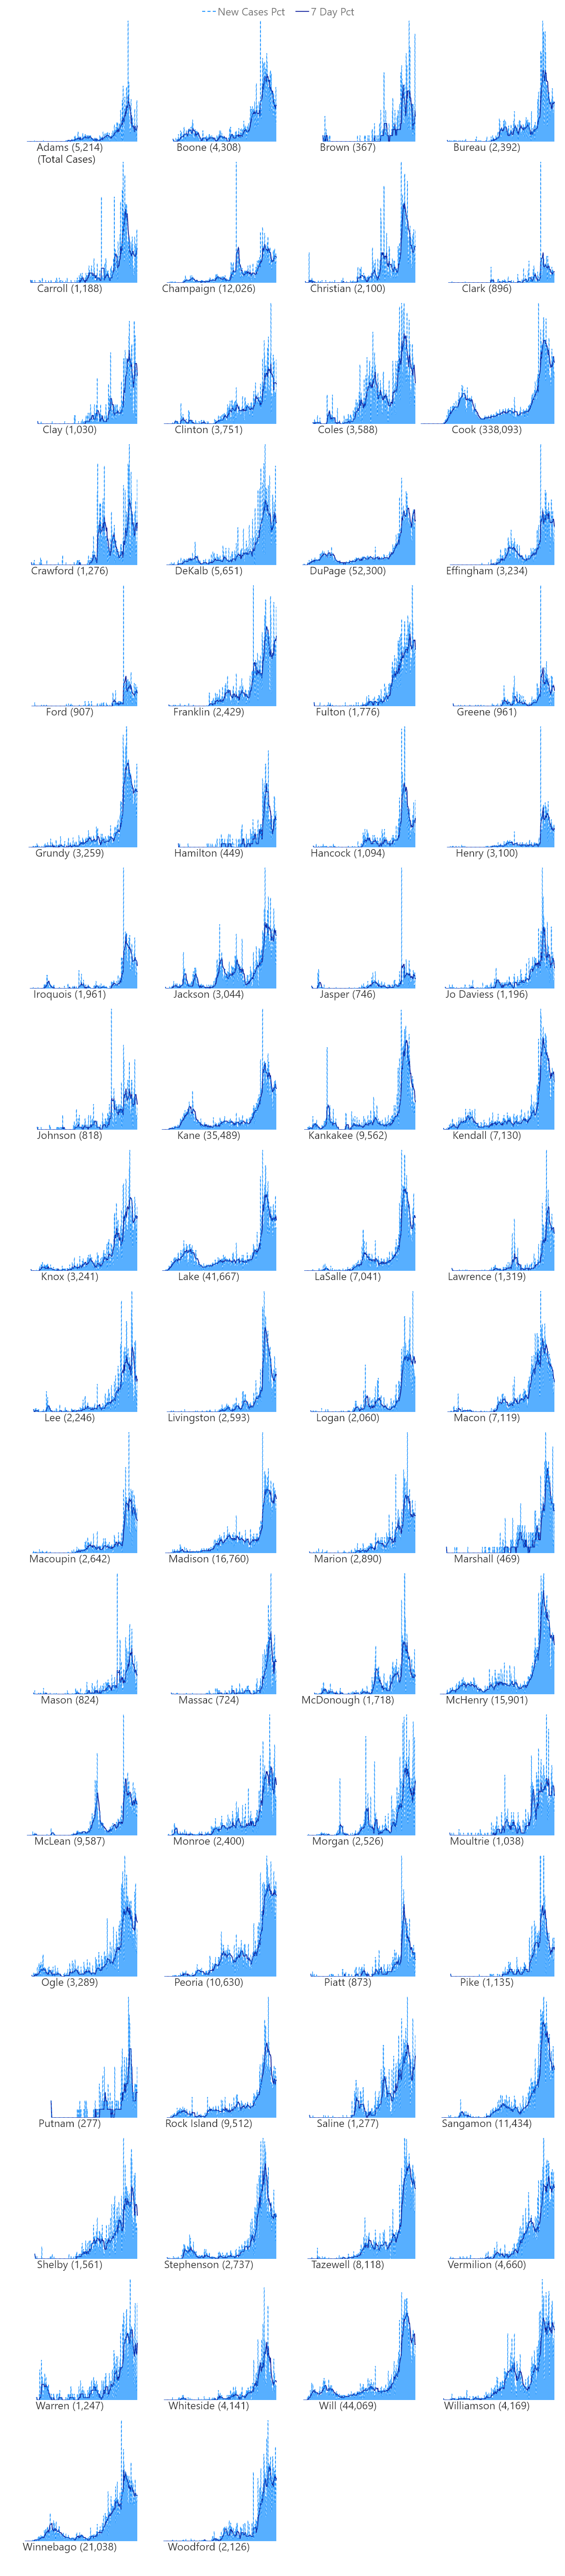 New Cases Pct 7 Day Pct
Adams (5,214) Boone (4,308) Brown (367) Bureau (2,392)
(Total Cases)
Carroll (1,188) Champaign (12,026) Christian (2,100) Clark (896)
Clay (1,030) Clinton (3,751) Coles (3,588) Cook (338,093)
Crawford (1,276) DeKalb (5,651) DuPage (52,300) Effingham (3,234)
Ford (907) Franklin (2,429) Fulton (1,776) Greene (961)
Grundy (3,259) Hamilton (449) Hancock (1,094) Henry (3,100)
Iroquois (1,961) Jackson (3,044) Jasper (746) Jo Daviess (1,196)
Johnson (818) Kane (35,489) Kankakee (9,562) Kendall (7,130)
Knox (3,241) Lake (41,667) LaSalle (7,041) Lawrence (1,319)
Lee (2,246) Livingston (2,593) Logan (2,060) Macon (7,119)
Macoupin (2,642) Madison (16,760) Marion (2,890) Marshall (469)
Mason (824) Massac (724) McDonough (1,718) McHenry (15,901)
McLean (9,587) Monroe (2,400) Morgan (2,526) Moultrie (1,038)
Ogle (3,289) Peoria (10,630) Piatt (873) Pike (1,135)
Putnam (277) Rock Island (9,512) Saline (1,277) Sangamon (11,434)
Shelby (1,561) Stephenson (2,737) Tazewell (8,118) Vermilion (4,660)
Warren (1,247) Whiteside (4,141) Will (44,069) Williamson (4,169)
Winnebago (21,038) Woodford (2,126)